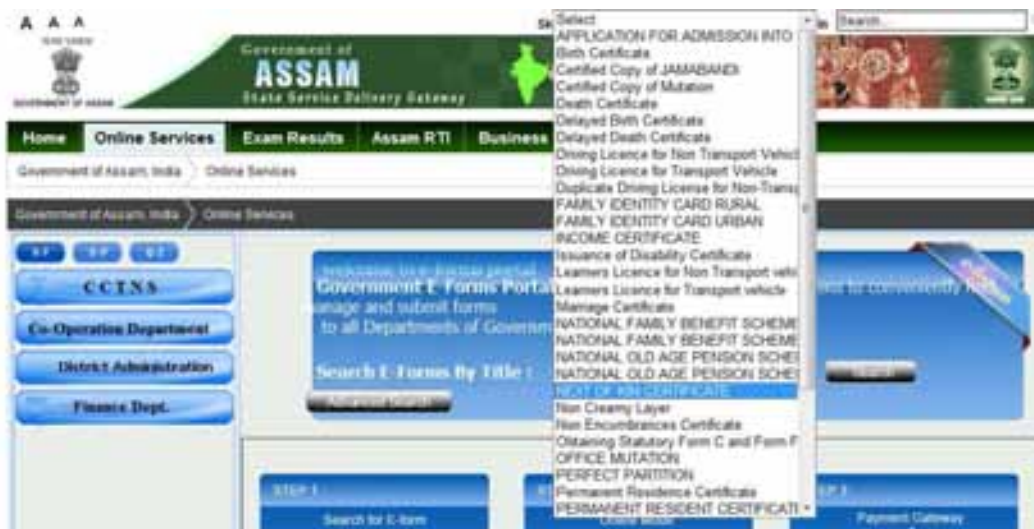 A A A
Select
Search...
GOVERNMENT OF ASSAM
Government of
ASSAM
State Service Delivery Gateway
Home Online Services Exam Results Assam RTI Business
Government of Assam, India Online Services
Government of Assam, India Online Services
CCTNS
Co-Operation Department
District Administration
Finance Dept.
Government E-Forms Portal
manage and submit forms
to all Departments of Government
to conveniently
Search E-Forms By Title :
Advanced Search
Search
APPLICATION FOR ADMISSION INTO
Birth Certificate
Certified Copy of JAMABANDI
Certified Copy of Mutation
Death Certificate
Delayed Birth Certificate
Delayed Death Certificate
Driving Licence for Non Transport Vehicl
Driving Licence for Transport Vehicle
Duplicate Driving License for Non-Transp
FAMILY IDENTITY CARD RURAL
FAMILY IDENTITY CARD URBAN
INCOME CERTIFICATE
Issuance of Disability Certificate
Learners Licence for Non Transport vehi
Learners Licence for Transport vehicle
Marriage Certificate
NATIONAL FAMILY BENEFIT SCHEME
NATIONAL FAMILY BENEFIT SCHEME
NATIONAL OLD AGE PENSION SCHE
NATIONAL OLD AGE PENSION SCHE
NEXT OF KIN CERTIFICATE
Non Creamy Layer
Non Encumbrances Certificate
Obtaining Statutory Form C and Form F
OFFICE MUTATION
PERFECT PARTITION
Permanent Residence Certificate
PERMANENT RESIDENT CERTIFICATE
STEP 1
Search for E-form
Payment Gateway